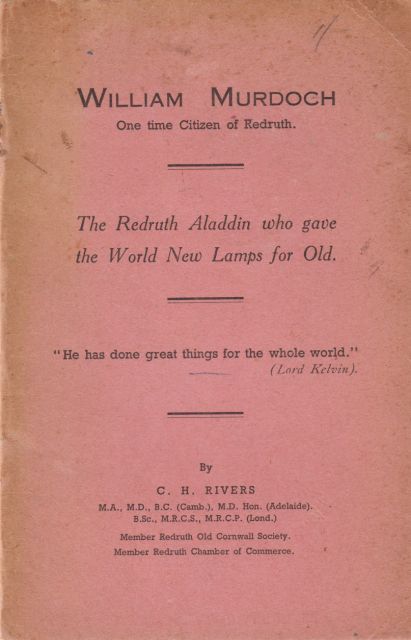 WILLIAM MURDOCH
One time Citizen of Redruth.
The Redruth Aladdin who gave
the World New Lamps for Old.
"He has done great things for the whole world."
(Lord Kelvin).
By
C. H. RIVERS
M.A., M.D., B.C. (Camb.), M.D. Hon. (Adelaide).
B.Sc., M.R.C.S., M.R.C.P. (Lond.)
Member Redruth Old Cornwall Society.
Member Redruth Chamber of Commerce.